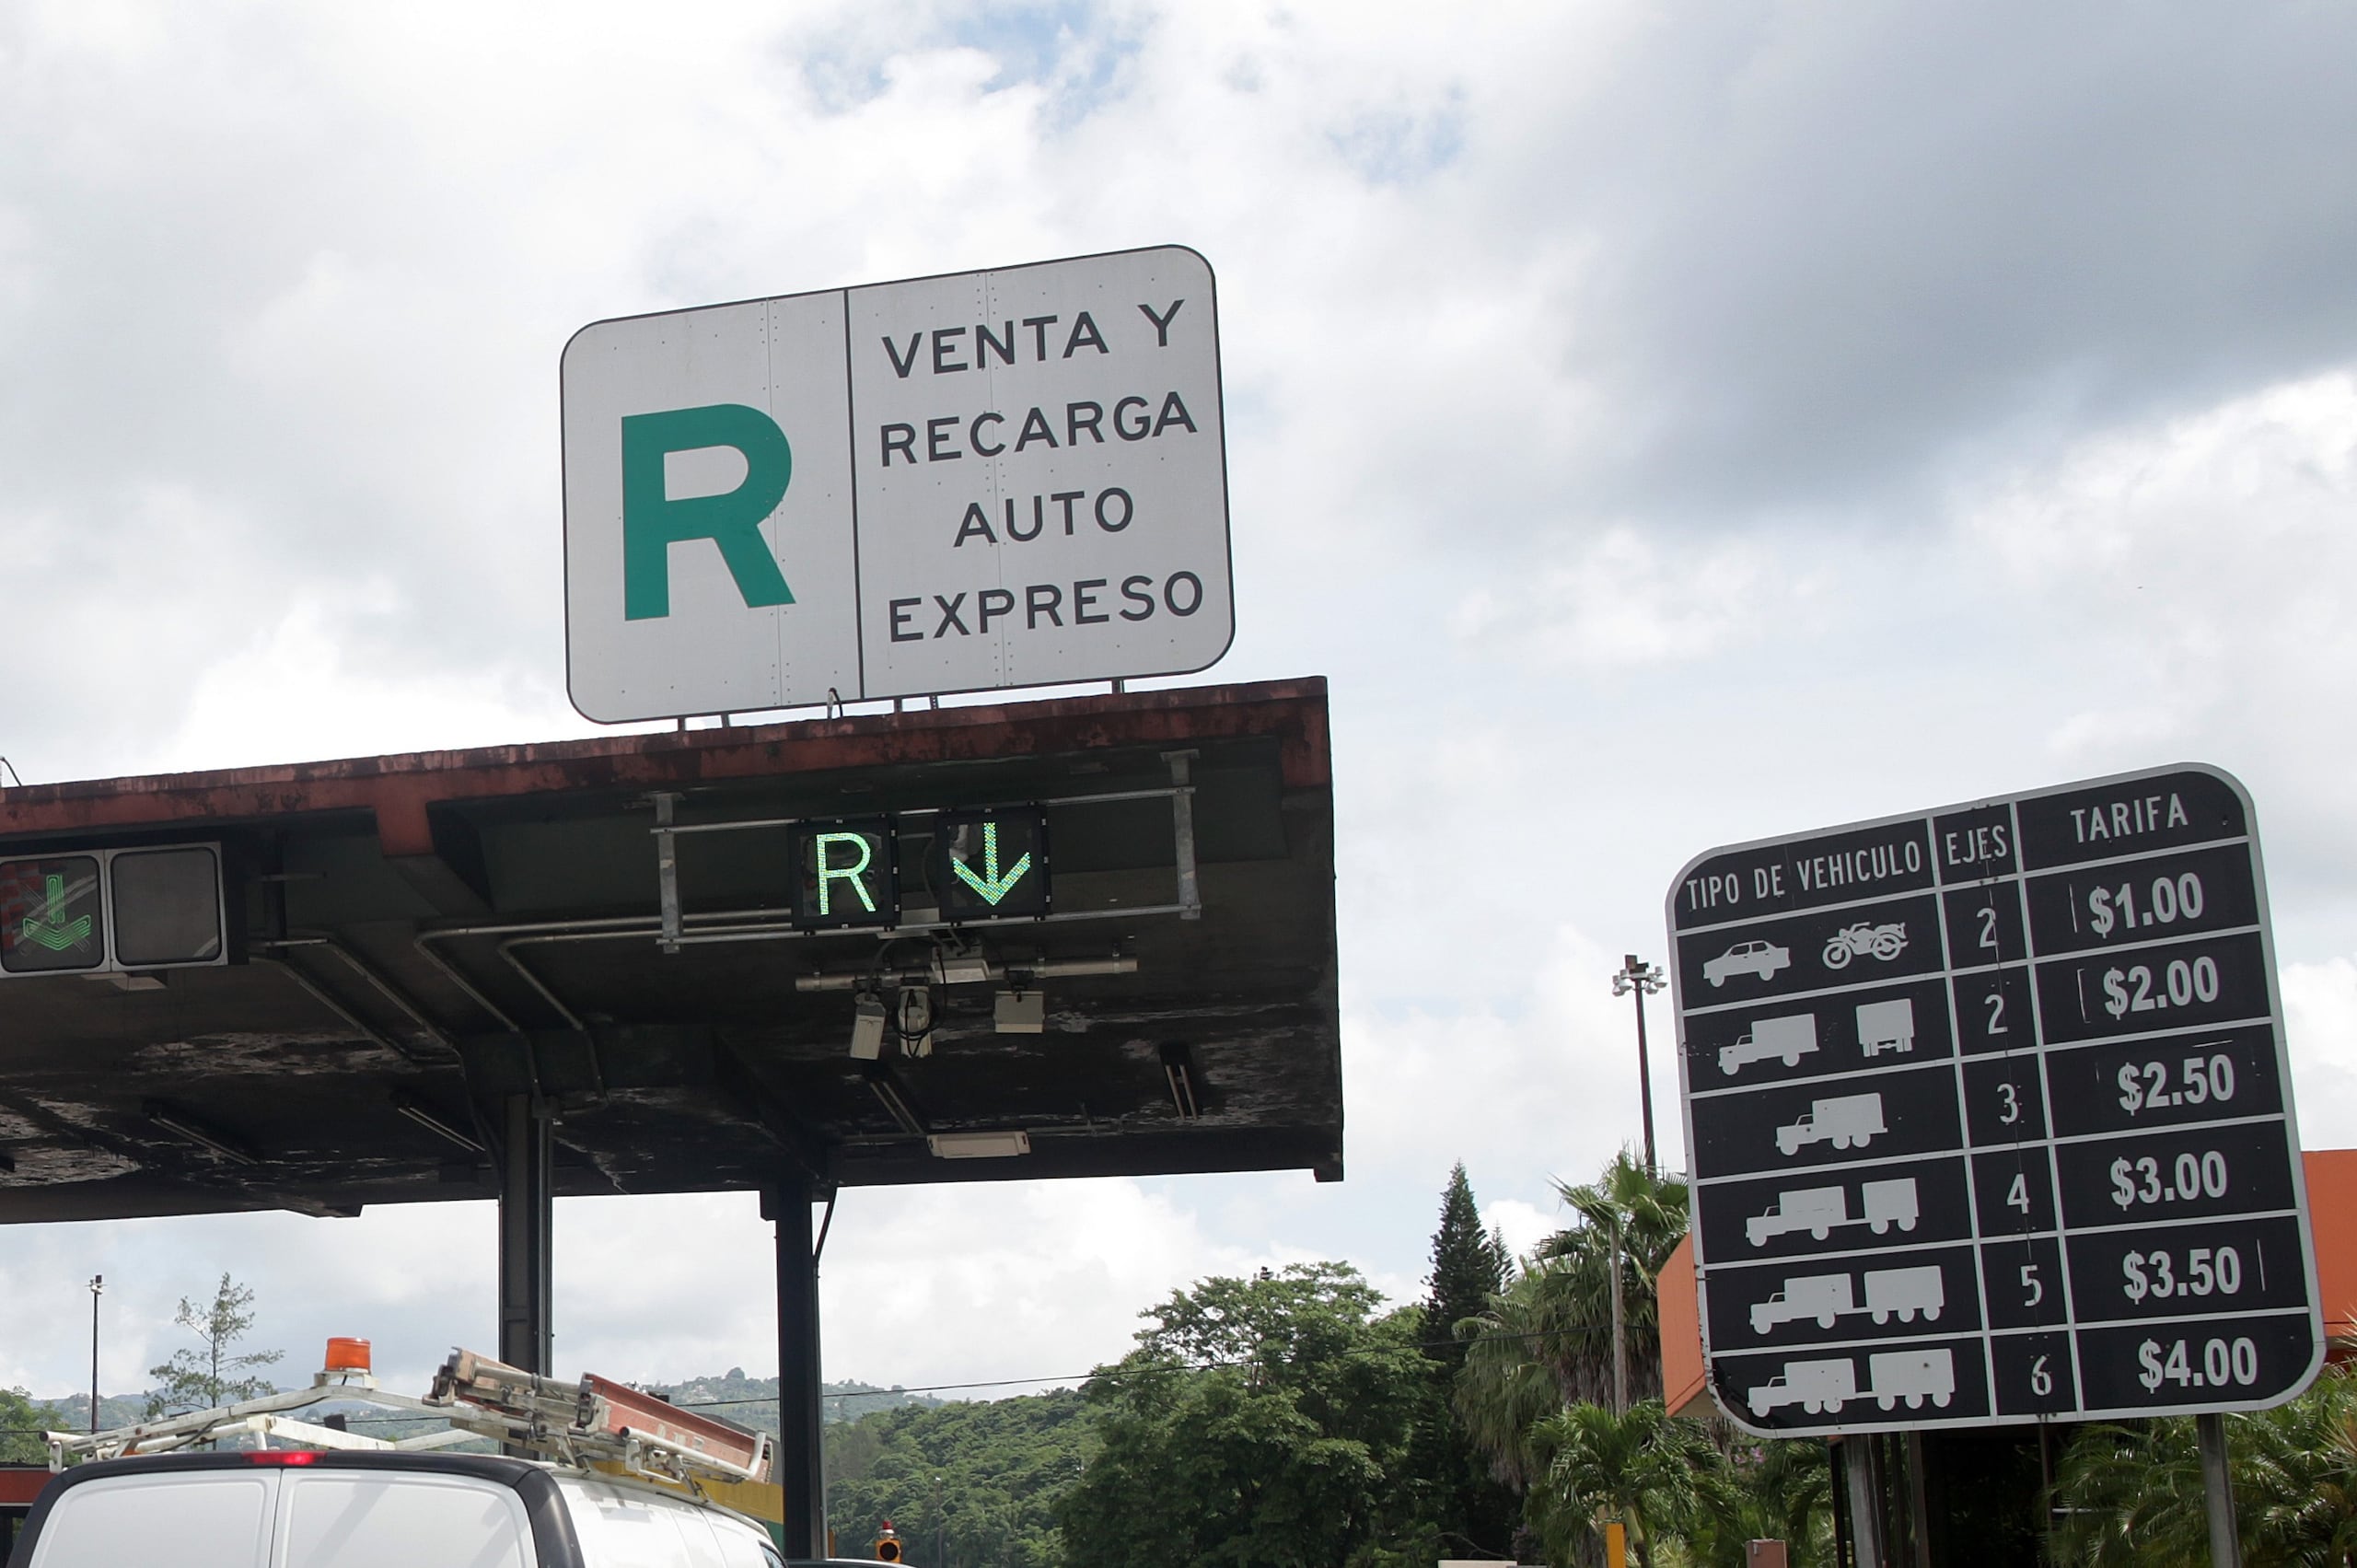 R
VENTA Y
RECARGA
AUTO
EXPRESO
R
TIPO DE VEHICULO EJES TARIFA
2 $1.00
2 $2.00
3 $2.50
4 $3.00
5 $3.50
6 $4.00